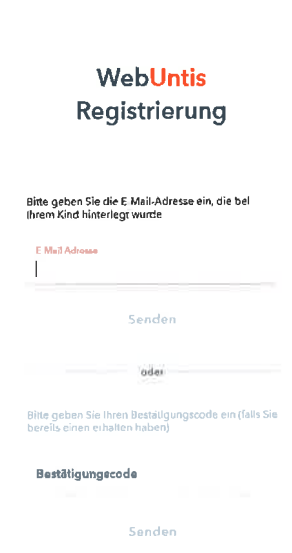 WebUntis
Registrierung
Bitte geben Sie die E-Mail-Adresse ein, die bei
Ihrem Kind hinterlegt wurde
E-Mail Adresse
Senden
oder
Bitte geben Sie Ihren Bestätigungscode ein (falls Sie
bereits einen erhalten haben)
Bestätigungscode
Senden